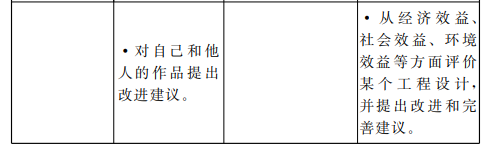 • 对自己和他
人的作品提出
改进建议。
• 从经济效益、
社会效益、环境
效益等方面评价
某个工程设计，
并提出改进和完
善建议。